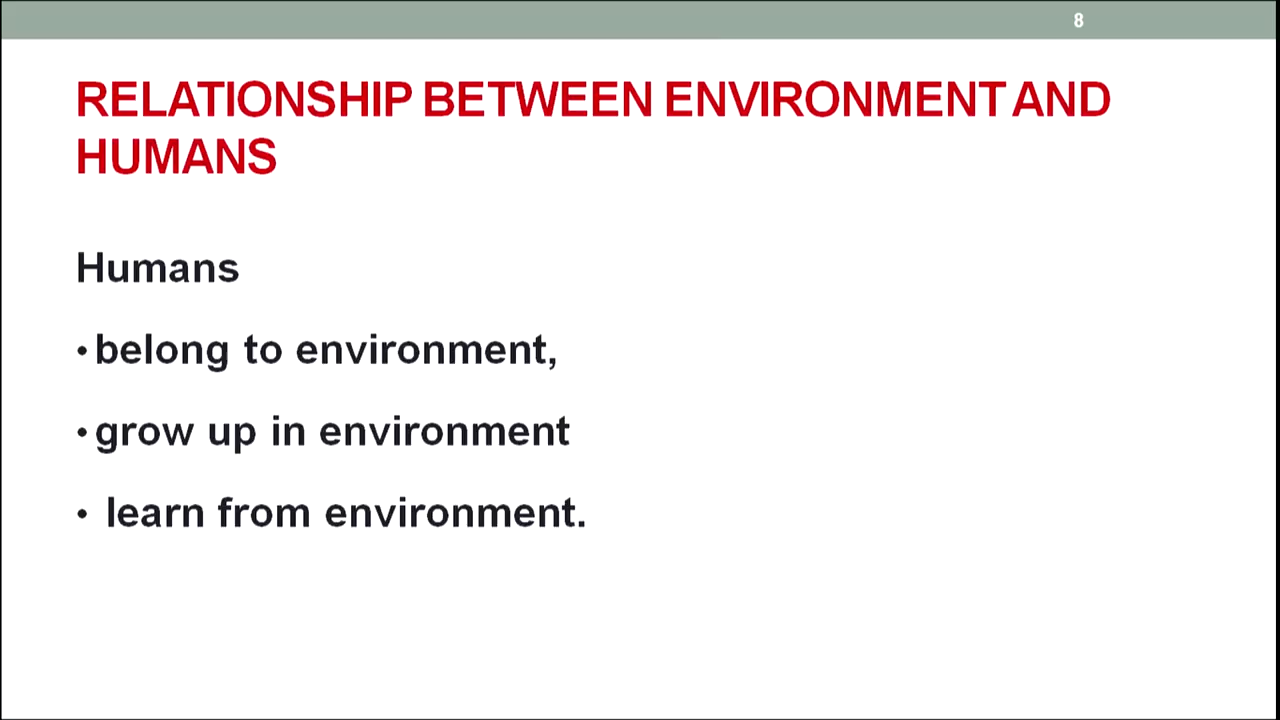 8
RELATIONSHIP BETWEEN ENVIRONMENT AND
HUMANS
Humans
• belong to environment,
• grow up in environment
• learn from environment.